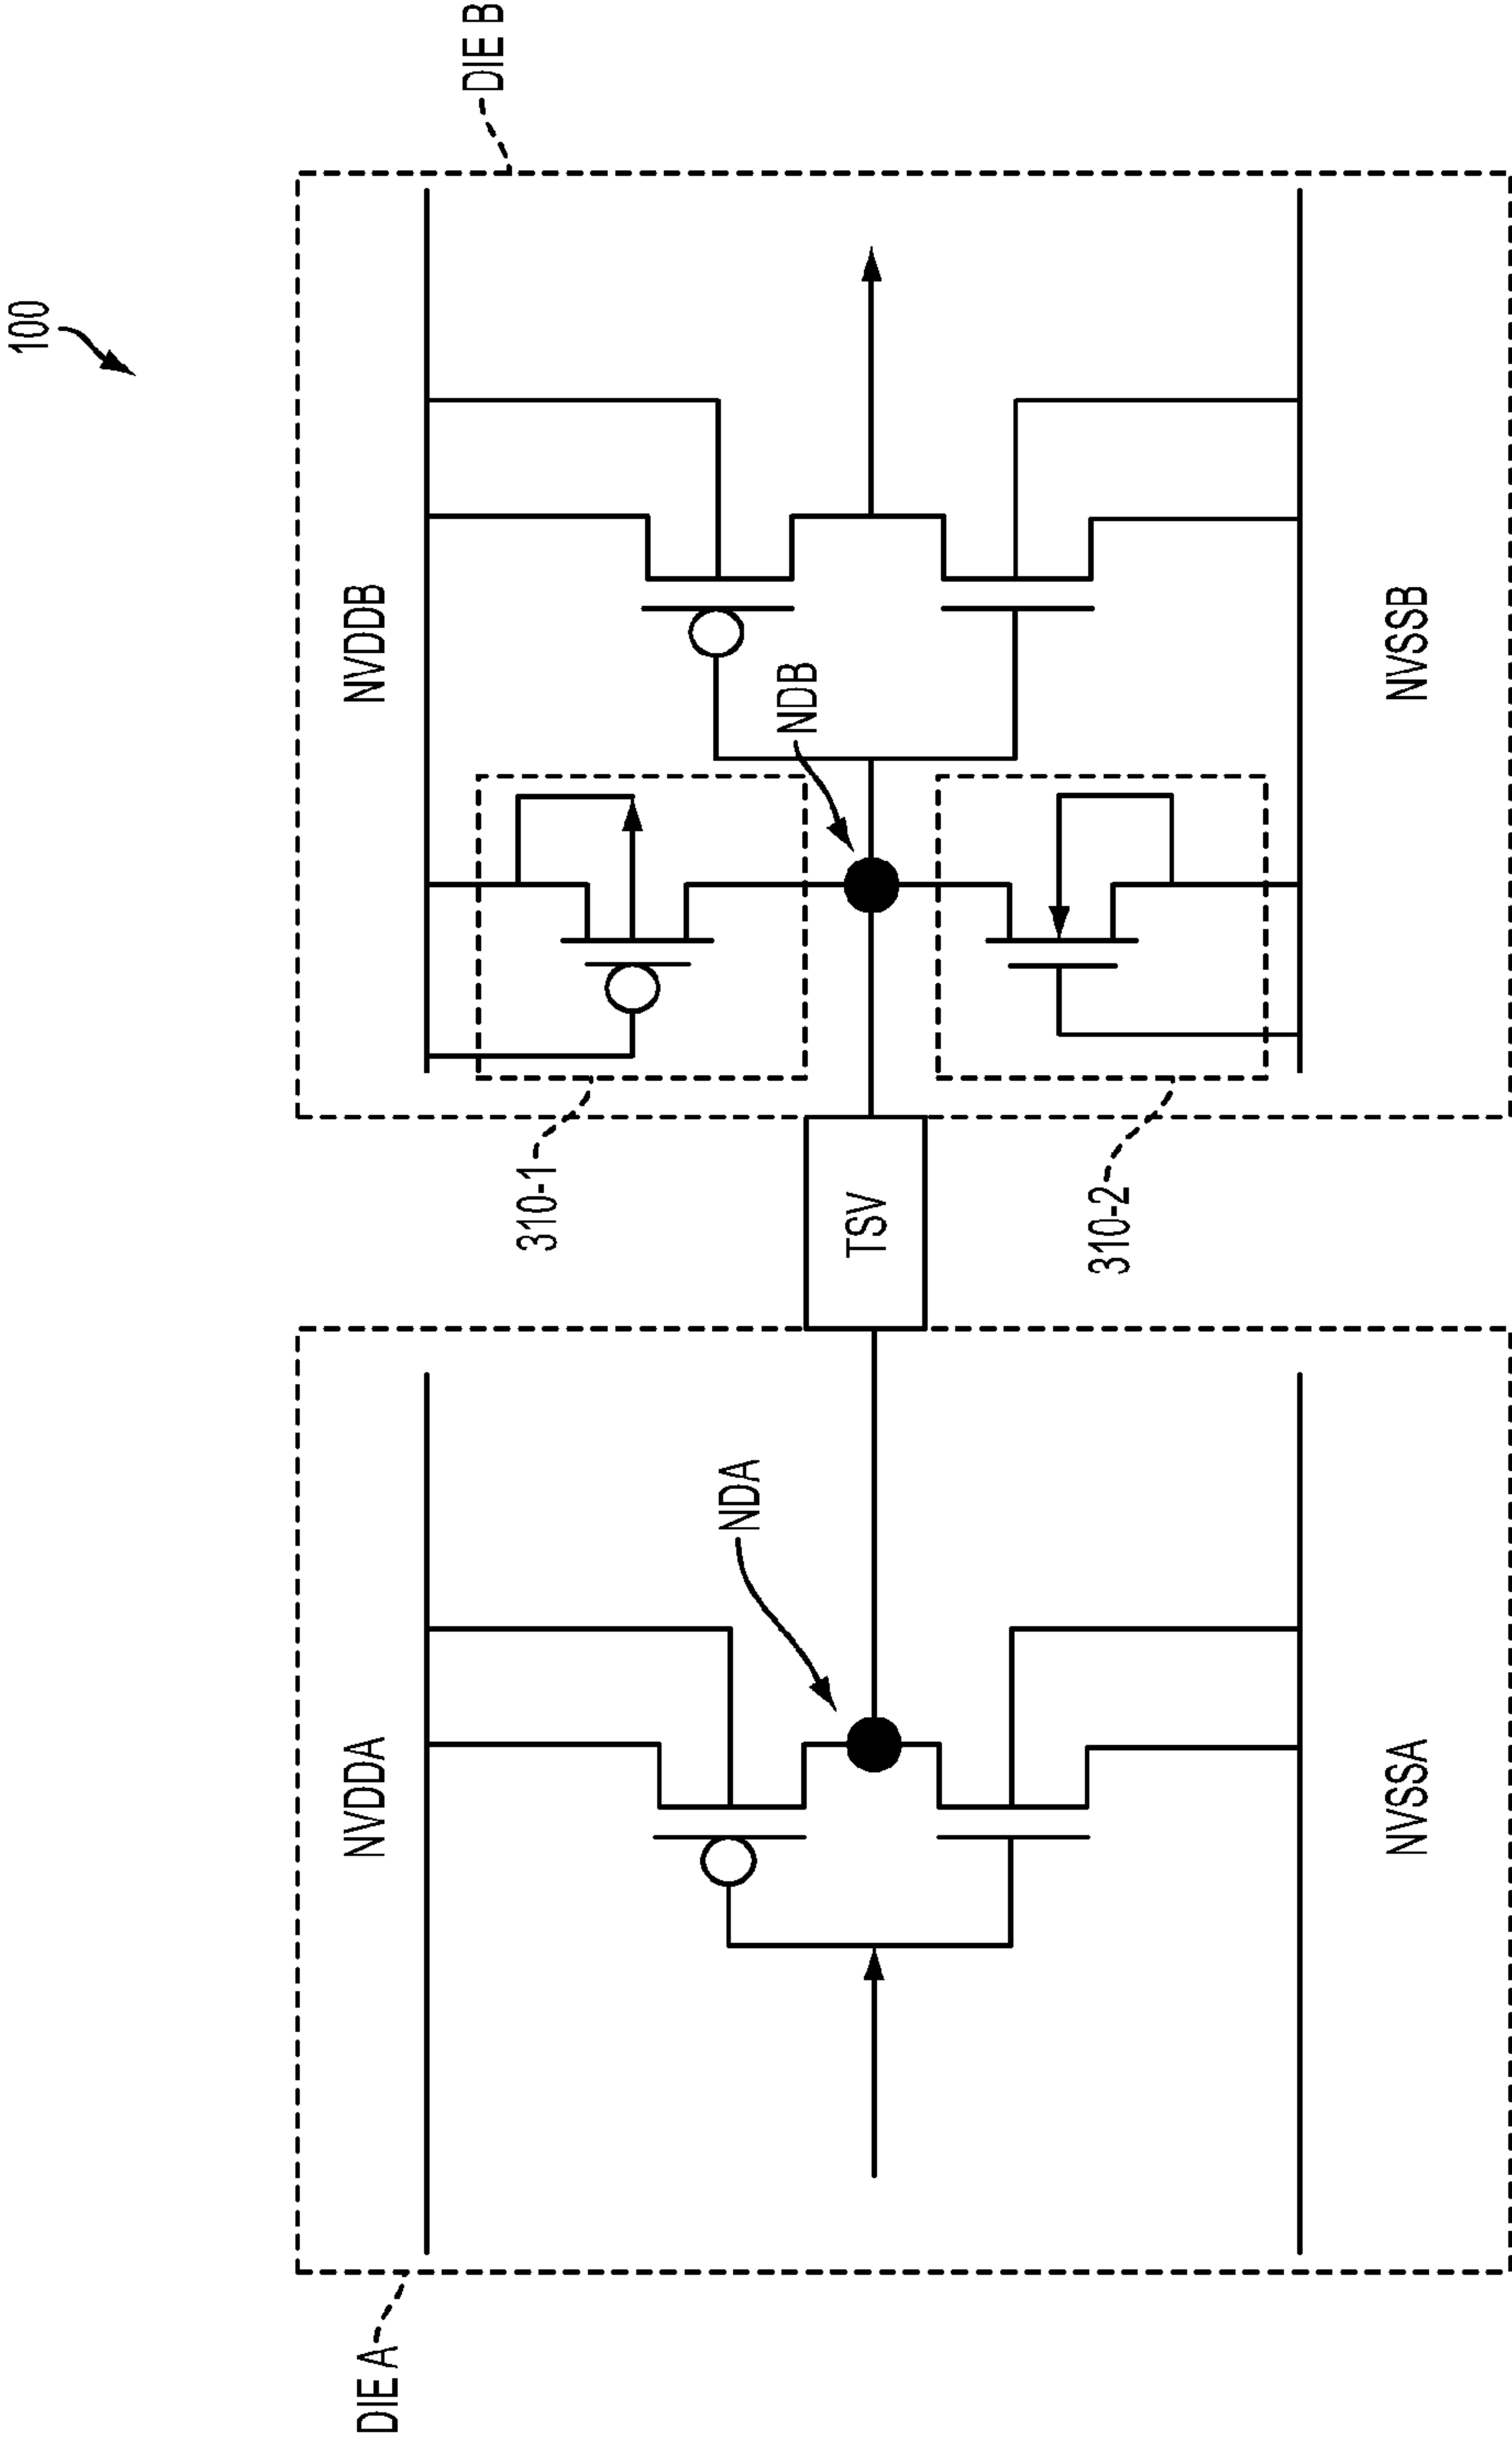 100
DIE A
DIE B
NVDDA
NVDDB
NDA
NDB
310-1
TSV
310-2
NVSSA
NVSSB